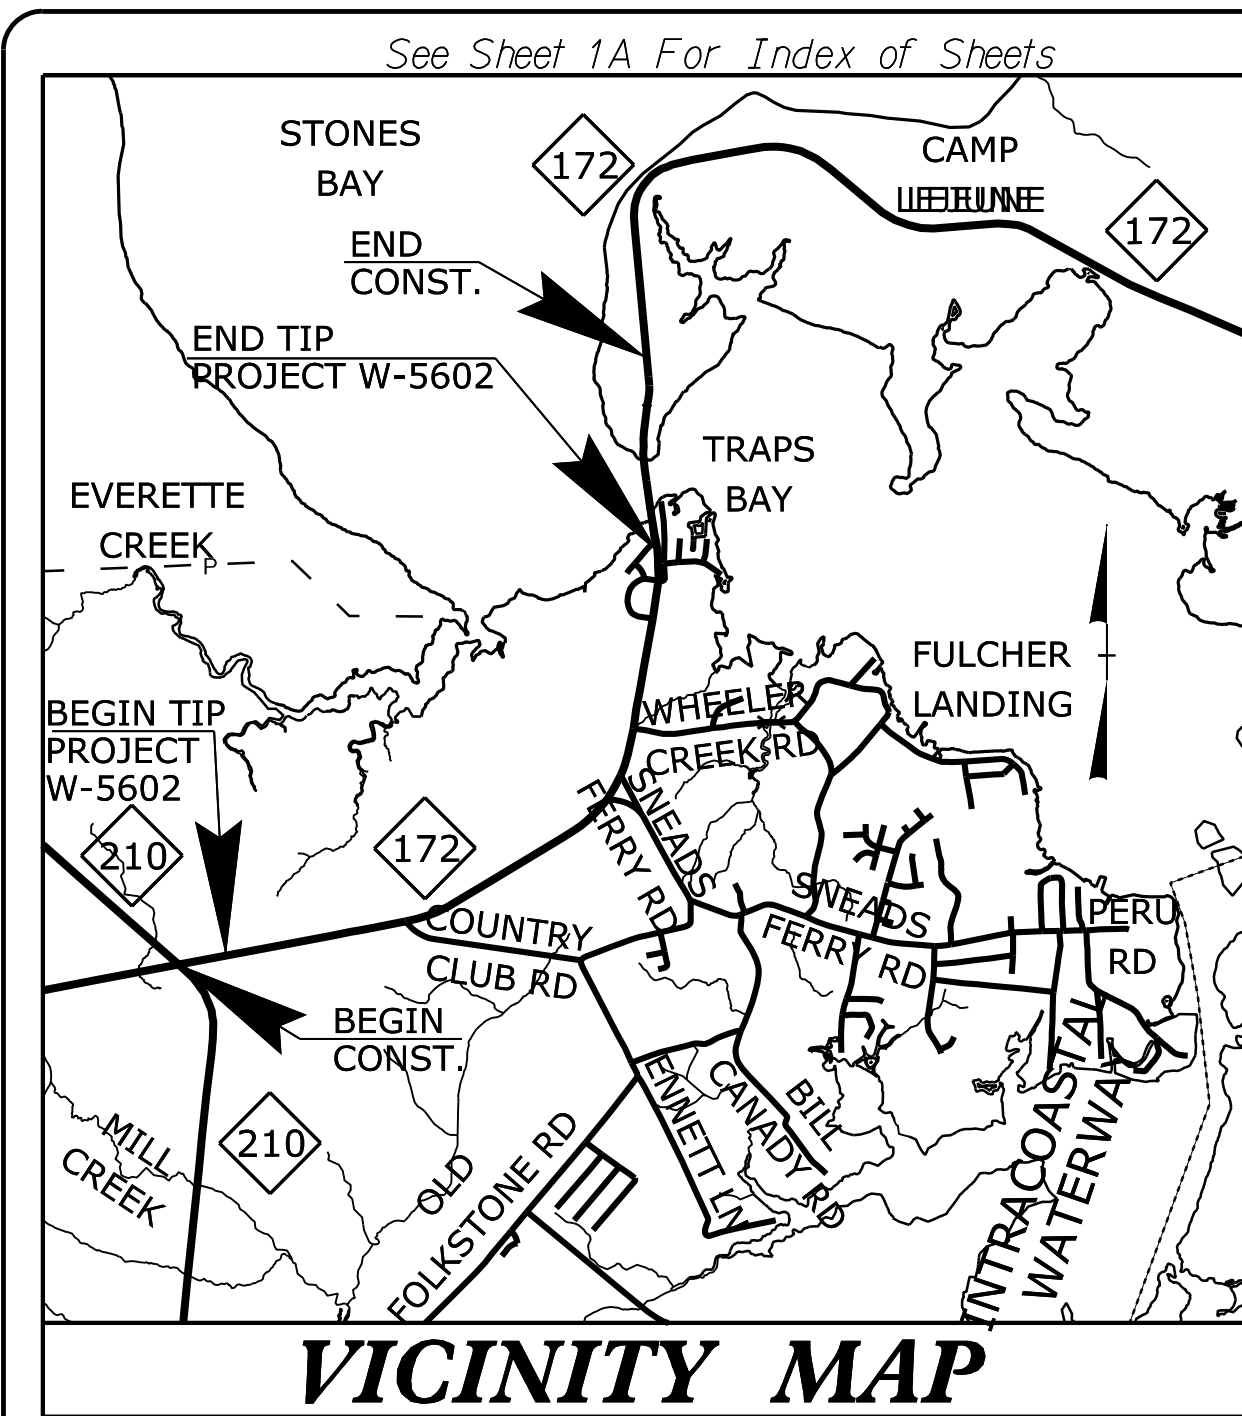 See Sheet 1A For Index of Sheets
STONES
BAY
172
CAMP
LEJEUNE
172
END
CONST.
END TIP
PROJECT W-5602
TRAPS
BAY
EVERETTE
CREEK
P
FULCHER
LANDING
WHEELER
CREEK RD
BEGIN TIP
PROJECT
W-5602
210
172
SNEADS
FERRY RD
SNEADS
FERRY RD
COUNTRY
CLUB RD
PERU
RD
BEGIN
CONST.
MILL
CREEK
210
OLD
FOLKSTONE RD
ENNETT LN
BILL
CANADY RD
INTRACOASTAL
WATERWAY
VICINITY MAP